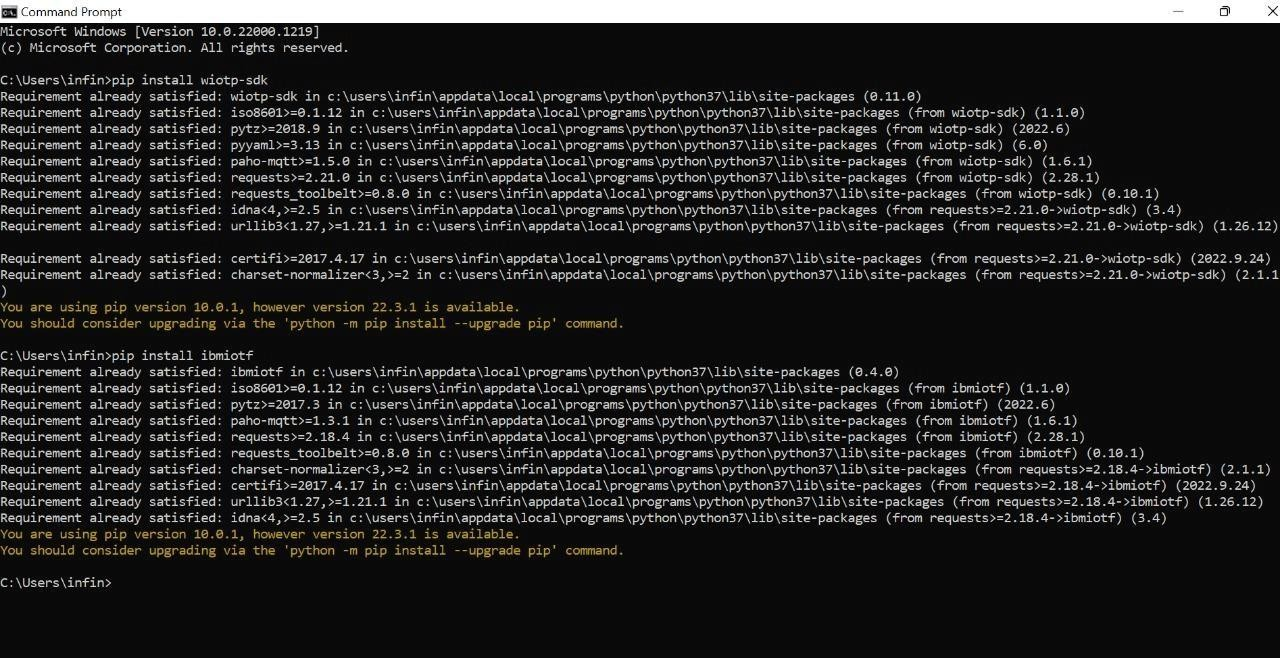 Command Prompt
Microsoft Windows [Version 10.0.22000.1219]
(c) Microsoft Corporation. All rights reserved.
C:\Users\infin>pip install wiotp-sdk
Requirement already satisfied: wiotp-sdk in c:\users\infin\appdata\local\programs\python\python37\lib\site-packages (0.11.0)
Requirement already satisfied: iso8601>=0.1.12 in c:\users\infin\appdata\local\programs\python\python37\lib\site-packages (from wiotp-sdk) (1.1.0)
Requirement already satisfied: pytz>=2018.9 in c:\users\infin\appdata\local\programs\python\python37\lib\site-packages (from wiotp-sdk) (2022.6)
Requirement already satisfied: pyyaml>=3.13 in c:\users\infin\appdata\local\programs\python\python37\lib\site-packages (from wiotp-sdk) (6.0)
Requirement already satisfied: paho-mqtt>=1.5.0 in c:\users\infin\appdata\local\programs\python\python37\lib\site-packages (from wiotp-sdk) (1.6.1)
Requirement already satisfied: requests>=2.21.0 in c:\users\infin\appdata\local\programs\python\python37\lib\site-packages (from wiotp-sdk) (2.28.1)
Requirement already satisfied: requests_toolbelt>=0.8.0 in c:\users\infin\appdata\local\programs\python\python37\lib\site-packages (from wiotp-sdk) (0.10.1)
Requirement already satisfied: idna<4,>=2.5 in c:\users\infin\appdata\local\programs\python\python37\lib\site-packages (from requests>=2.21.0->wiotp-sdk) (3.4)
Requirement already satisfied: urllib3<1.27,>=1.21.1 in c:\users\infin\appdata\local\programs\python\python37\lib\site-packages (from requests>=2.21.0->wiotp-sdk) (1.26.12)
Requirement already satisfied: certifi>=2017.4.17 in c:\users\infin\appdata\local\programs\python\python37\lib\site-packages (from requests>=2.21.0->wiotp-sdk) (2022.9.24)
Requirement already satisfied: charset-normalizer<3,>=2 in c:\users\infin\appdata\local\programs\python\python37\lib\site-packages (from requests>=2.21.0->wiotp-sdk) (2.1.1
)
You are using pip version 10.0.1, however version 22.3.1 is available.
You should consider upgrading via the 'python -m pip install --upgrade pip' command.
C:\Users\infin>pip install ibmiotf
Requirement already satisfied: ibmiotf in c:\users\infin\appdata\local\programs\python\python37\lib\site-packages (0.4.0)
Requirement already satisfied: iso8601>=0.1.12 in c:\users\infin\appdata\local\programs\python\python37\lib\site-packages (from ibmiotf) (1.1.0)
Requirement already satisfied: pytz>=2017.3 in c:\users\infin\appdata\local\programs\python\python37\lib\site-packages (from ibmiotf) (2022.6)
Requirement already satisfied: paho-mqtt>=1.3.1 in c:\users\infin\appdata\local\programs\python\python37\lib\site-packages (from ibmiotf) (1.6.1)
Requirement already satisfied: requests>=2.18.4 in c:\users\infin\appdata\local\programs\python\python37\lib\site-packages (from ibmiotf) (2.28.1)
Requirement already satisfied: requests_toolbelt>=0.8.0 in c:\users\infin\appdata\local\programs\python\python37\lib\site-packages (from ibmiotf) (0.10.1)
Requirement already satisfied: charset-normalizer<3,>=2 in c:\users\infin\appdata\local\programs\python\python37\lib\site-packages (from requests>=2.18.4->ibmiotf) (2.1.1)
Requirement already satisfied: certifi>=2017.4.17 in c:\users\infin\appdata\local\programs\python\python37\lib\site-packages (from requests>=2.18.4->ibmiotf) (2022.9.24)
Requirement already satisfied: urllib3<1.27,>=1.21.1 in c:\users\infin\appdata\local\programs\python\python37\lib\site-packages (from requests>=2.18.4->ibmiotf) (1.26.12)
Requirement already satisfied: idna<4,>=2.5 in c:\users\infin\appdata\local\programs\python\python37\lib\site-packages (from requests>=2.18.4->ibmiotf) (3.4)
You are using pip version 10.0.1, however version 22.3.1 is available.
You should consider upgrading via the 'python -m pip install --upgrade pip' command.
C:\Users\infin>